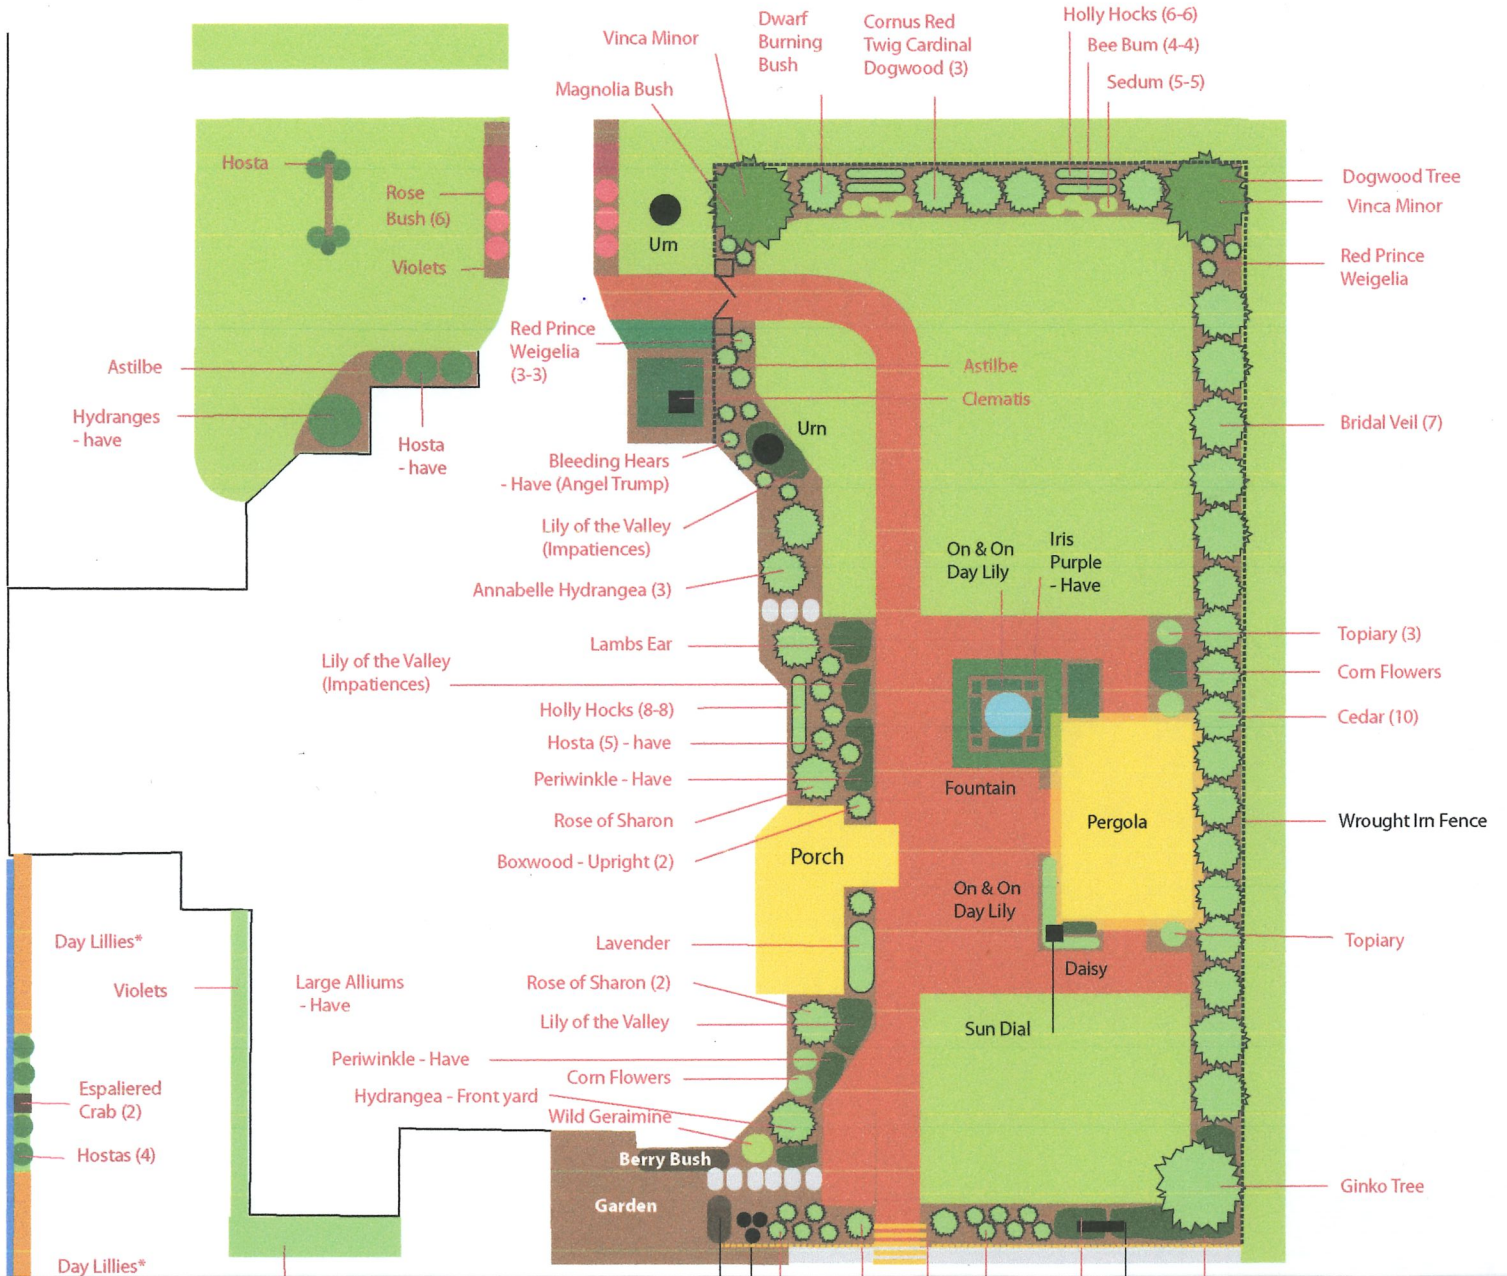 Holly Hocks (6-6)
Dwarf
Burning
Bush
Cornus Red
Twig Cardinal
Dogwood (3)
Vinca Minor
Bee Bum (4-4)
Magnolia Bush
Sedum (5-5)
Hosta
Rose
Bush (6)
Violets
Urn
Dogwood Tree
Vinca Minor
Red Prince
Weigelia
Red Prince
Weigelia
(3-3)
Astilbe
Astilbe
Clematis
Hydranges
- have
Hosta
- have
Urn
Bridal Veil (7)
Bleeding Hears
- Have (Angel Trump)
Lily of the Valley
(Impatiences)
On & On
Day Lily
Iris
Purple
- Have
Annabelle Hydrangea (3)
Lambs Ear
Topiary (3)
Lily of the Valley
(Impatiences)
Corn Flowers
Holly Hocks (8-8)
Cedar (10)
Hosta (5) - have
Periwinkle - Have
Fountain
Rose of Sharon
Pergola
Wrought Irn Fence
Porch
Boxwood - Upright (2)
On & On
Day Lily
Day Lillies*
Lavender
Topiary
Violets
Large Alliums
- Have
Rose of Sharon (2)
Daisy
Lily of the Valley
Sun Dial
Periwinkle - Have
Corn Flowers
Espaliered
Crab (2)
Hydrangea - Front yard
Wild Geraimine
Hostas (4)
Berry Bush
Ginko Tree
Garden
Day Lillies*